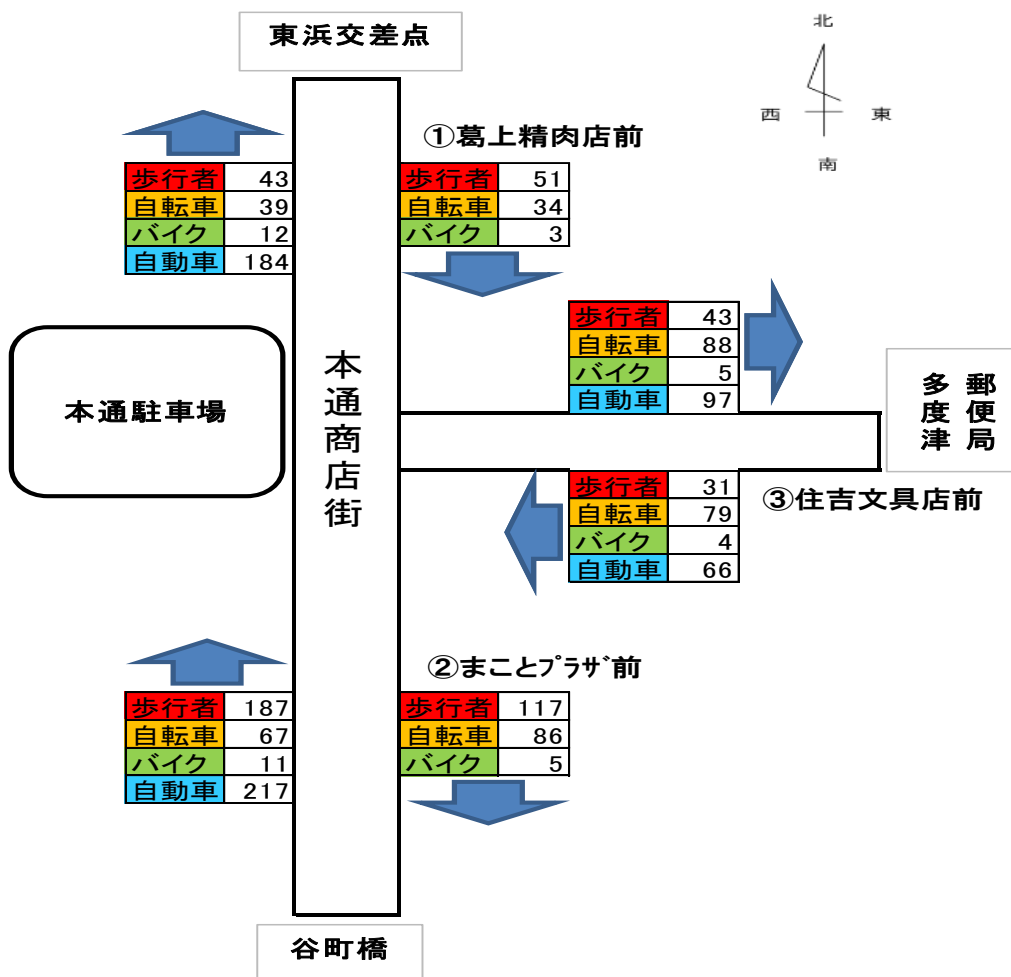 東浜交差点
北
西 東
南
①葛上精肉店前
歩行者 43
自転車 39
バイク 12
自動車 184
歩行者 51
自転車 34
バイク 3
歩行者 43
自転車 88
バイク 5
自動車 97
本通駐車場
本通商店街
多度津
郵便局
歩行者 31
自転車 79
バイク 4
自動車 66
③住吉文具店前
②まことﾌﾟﾗｻﾞ前
歩行者 187
自転車 67
バイク 11
自動車 217
歩行者 117
自転車 86
バイク 5
谷町橋